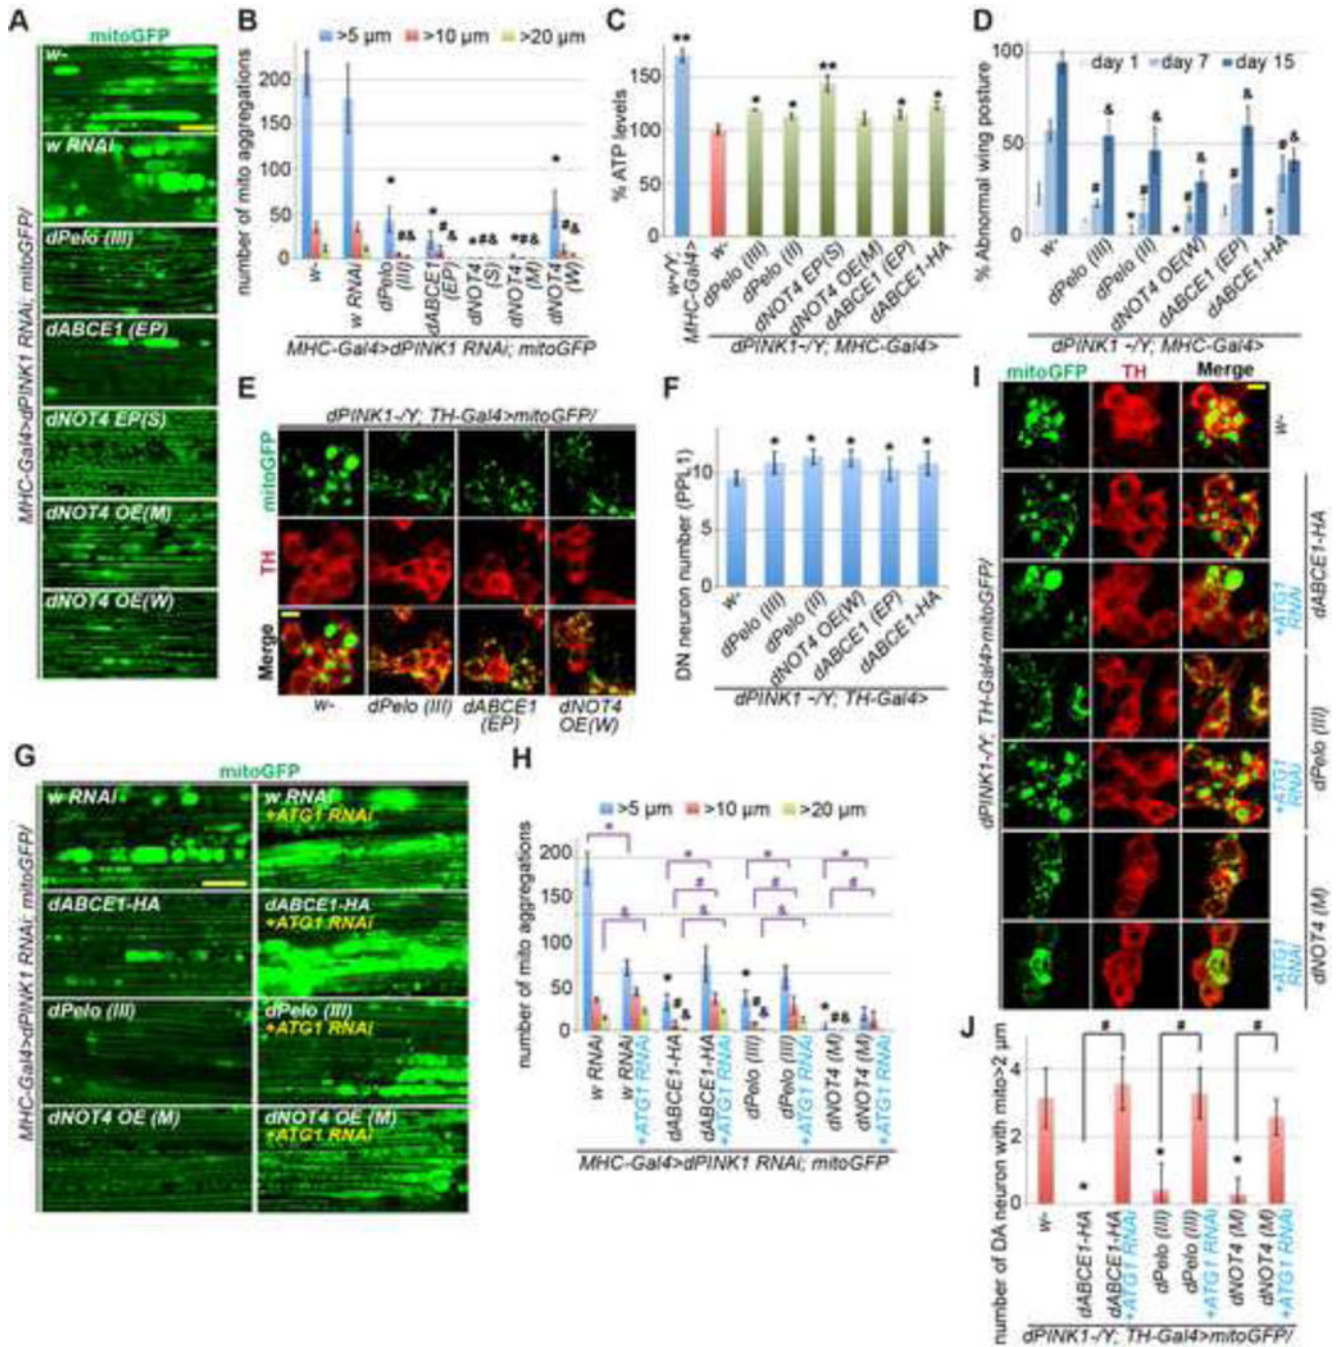 A
mitoGFP
MHC-Gal4>dPINK1 RNAi; mitoGFP/
w-
w RNAi
dPelo (III)
dABCE1 (EP)
dNOT4 EP(S)
dNOT4 OE(M)
dNOT4 OE(W)
B
>5 μm >10 μm >20 μm
number of mito aggregations
200
150
100
50
0
* * * * *
#& #& #& #& #&
w-
w RNAi
dPelo (III)
dABCE1 (EP)
dNOT4 (S)
dNOT4 (M)
dNOT4 (W)
MHC-Gal4>dPINK1 RNAi; mitoGFP
C
% ATP levels
150
100
50
0
** * * ** * *
w-/Y; MHC-Gal4>
w-
dPelo (III)
dPelo (II)
dNOT4 EP(S)
dNOT4 OE(M)
dABCE1 (EP)
dABCE1-HA
dPINK1-/Y; MHC-Gal4>
D
day 1 day 7 day 15
% Abnormal wing posture
100
50
0
# & * # & * # & # & * # &
w-
dPelo (III)
dPelo (II)
dNOT4 OE(W)
dABCE1 (EP)
dABCE1-HA
dPINK1 -/Y; MHC-Gal4>
E
dPINK1-/Y; TH-Gal4>mitoGFP/
mitoGFP
TH
Merge
w-
dPelo (III)
dABCE1 (EP)
dNOT4 OE(W)
F
DN neuron number (PPL1)
10
5
0
* * * * *
w-
dPelo (III)
dPelo (II)
dNOT4 OE(W)
dABCE1 (EP)
dABCE1-HA
dPINK1 -/Y; TH-Gal4>
G
mitoGFP
MHC-Gal4>dPINK1 RNAi; mitoGFP/
w RNAi
w RNAi
+ATG1 RNAi
dABCE1-HA
dABCE1-HA
+ATG1 RNAi
dPelo (III)
dPelo (III)
+ATG1 RNAi
dNOT4 OE (M)
dNOT4 OE (M)
+ATG1 RNAi
H
>5 μm >10 μm >20 μm
number of mito aggregations
200
150
100
50
0
* * * *
# # #
& & &
* # & * # & * #&
w RNAi
w RNAi
+ATG1 RNAi
dABCE1-HA
dABCE1-HA
+ATG1 RNAi
dPelo (III)
dPelo (III)
+ATG1 RNAi
dNOT4 (M)
dNOT4 (M)
+ATG1 RNAi
MHC-Gal4>dPINK1 RNAi; mitoGFP
I
mitoGFP TH Merge
dPINK1-/Y; TH-Gal4>mitoGFP/
w-
dABCE1-HA
+ATG1 RNAi
dPelo (III)
+ATG1 RNAi
dNOT4 (M)
+ATG1 RNAi
J
number of DA neuron with mito>2 μm
4
2
0
# # #
* * *
w-
dABCE1-HA
dABCE1-HA
+ATG1 RNAi
dPelo (III)
dPelo (III)
+ATG1 RNAi
dNOT4 (M)
dNOT4 (M)
+ATG1 RNAi
dPINK1-/Y; TH-Gal4>mitoGFP/